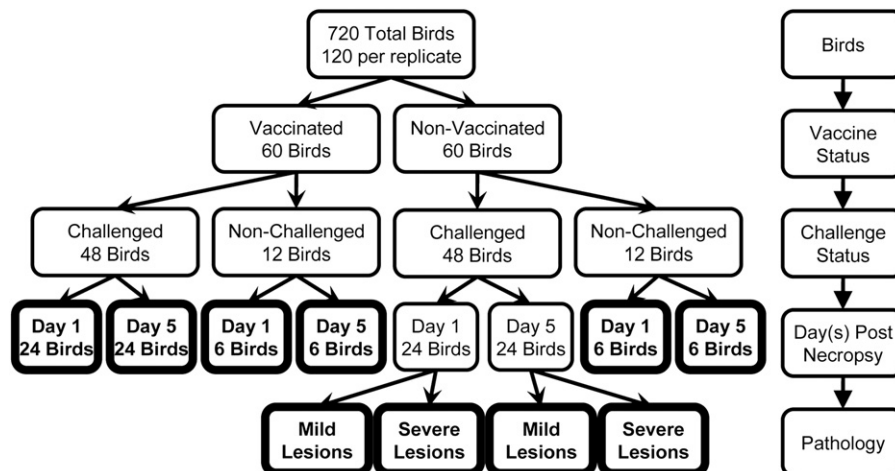 720 Total Birds
120 per replicate
Birds
Vaccinated
60 Birds
Non-Vaccinated
60 Birds
Vaccine
Status
Challenged
48 Birds
Non-Challenged
12 Birds
Challenged
48 Birds
Non-Challenged
12 Birds
Challenge
Status
Day 1
24 Birds
Day 5
24 Birds
Day 1
6 Birds
Day 5
6 Birds
Day 1
24 Birds
Day 5
24 Birds
Day 1
6 Birds
Day 5
6 Birds
Day(s) Post
Necropsy
Mild
Lesions
Severe
Lesions
Mild
Lesions
Severe
Lesions
Pathology